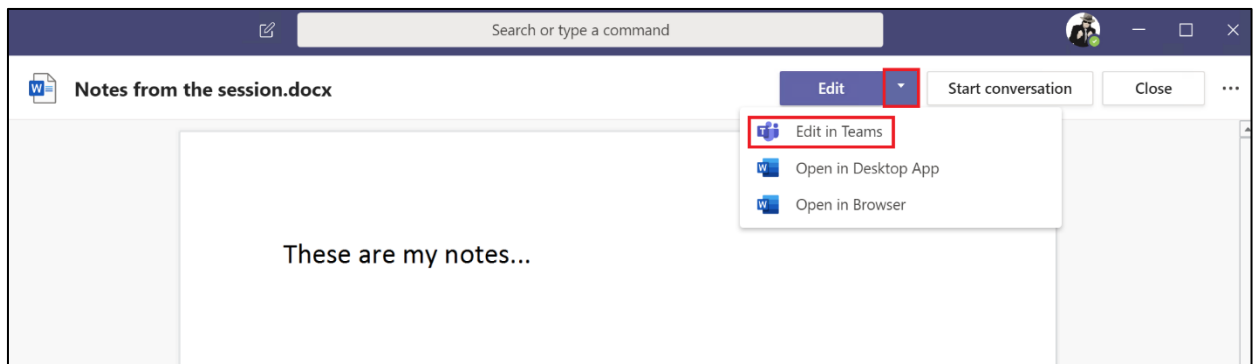 Search or type a command
Notes from the session.docx
Edit
Start conversation
Close
Edit in Teams
Open in Desktop App
Open in Browser
These are my notes...